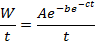 W/t = Ae^{-be^{-ct}}/t